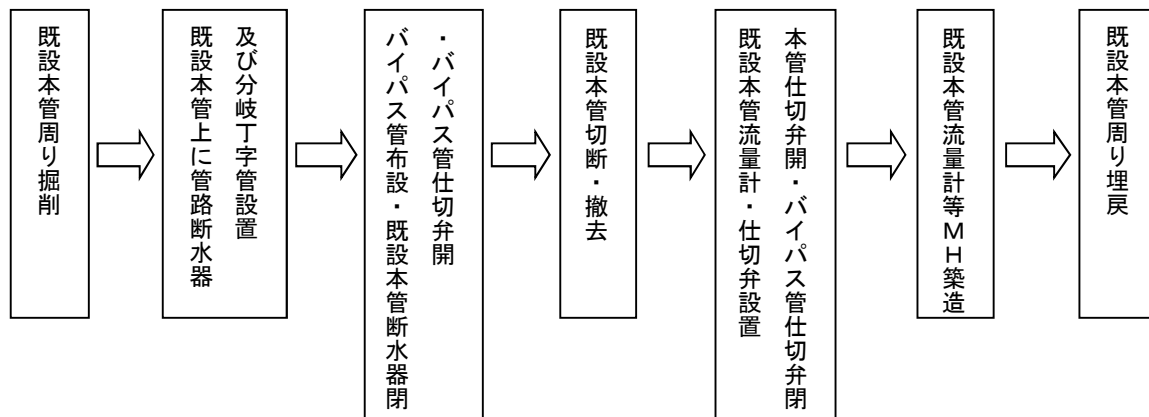 既設本管周り掘削
既設本管上に管路断水器
及び分岐丁字管設置
バイパス管布設・既設本管断水器閉
・バイパス管仕切弁開
既設本管切断・撤去
既設本管流量計・仕切弁設置
本管仕切弁開・バイパス管仕切弁閉
既設本管流量計等ＭＨ築造
既設本管周り埋戻